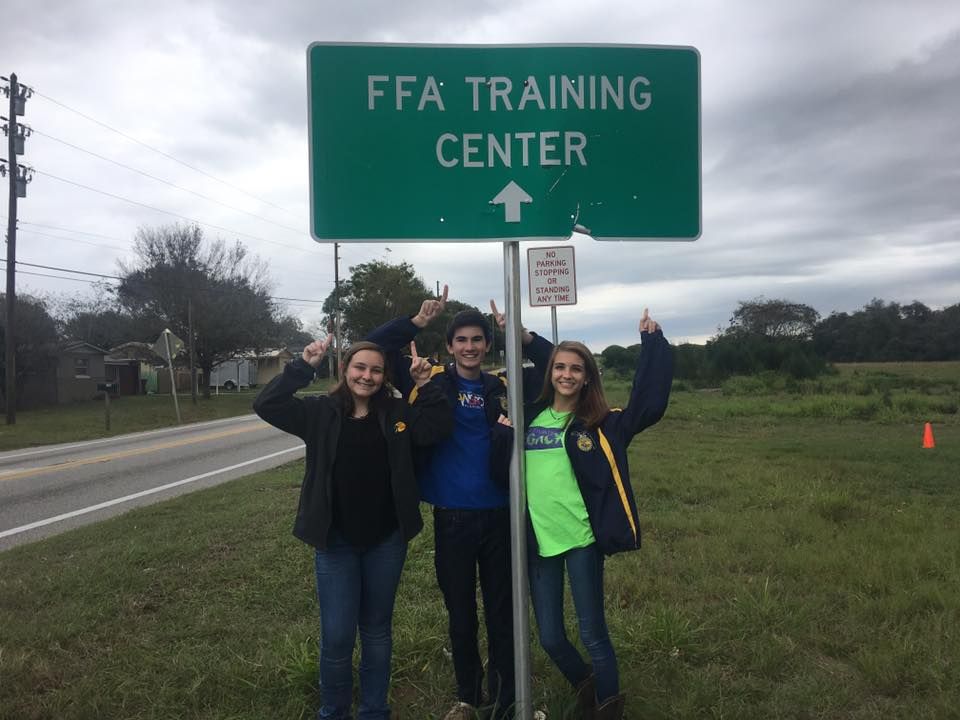 FFA TRAINING
CENTER
NO
PARKING
STOPPING
OR
STANDING
ANY TIME